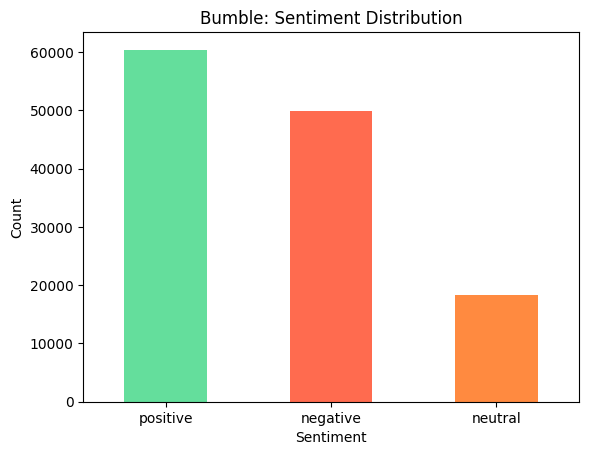 Bumble: Sentiment Distribution
60000
50000
40000
30000
20000
10000
0
Count
positive negative neutral
Sentiment